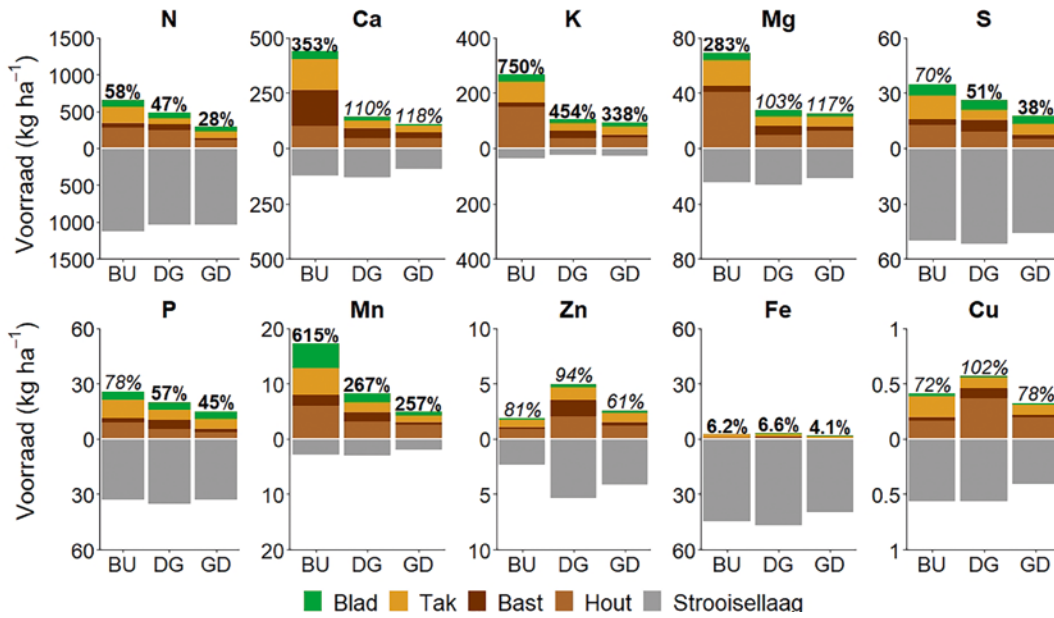 N Ca K Mg S
Voorraad (kg ha⁻¹)
1500 1000 500 0 500 1000 1500
58% 47% 28%
BU DG GD
500 250 0 250 500
353% 110% 118%
BU DG GD
400 200 0 200 400
750% 454% 338%
BU DG GD
80 40 0 40 80
283% 103% 117%
BU DG GD
60 30 0 30 60
70% 51% 38%
BU DG GD
P Mn Zn Fe Cu
Voorraad (kg ha⁻¹)
60 30 0 30 60
78% 57% 45%
BU DG GD
20 10 0 10 20
615% 267% 257%
BU DG GD
10 5 0 5 10
81% 94% 61%
BU DG GD
60 30 0 30 60
6.2% 6.6% 4.1%
BU DG GD
1 0.5 0 0.5 1
72% 102% 78%
BU DG GD
Blad Tak Bast Hout Strooisellaag